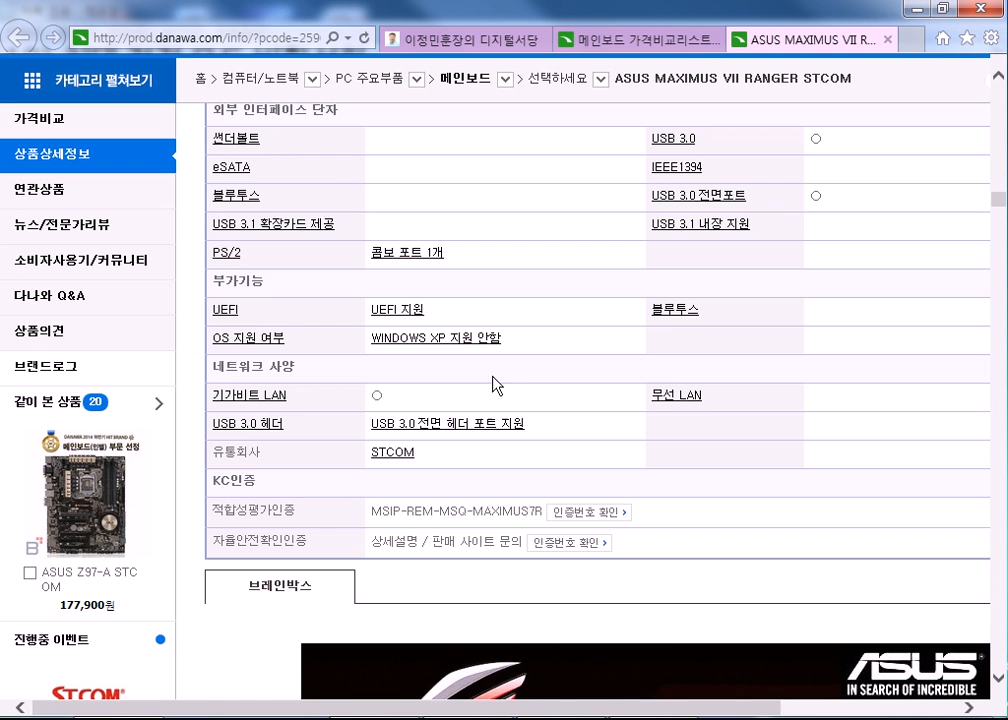 http://prod.danawa.com/info/?pcode=259
이정민훈장의 디지털서당
메인보드 가격비교리스트...
ASUS MAXIMUS VII R...
카테고리 펼쳐보기
홈 > 컴퓨터/노트북 > PC 주요부품 > 메인보드 > 선택하세요 ASUS MAXIMUS VII RANGER STCOM
가격비교
상품상세정보
연관상품
뉴스/전문가리뷰
소비자사용기/커뮤니티
다나와 Q&A
상품의견
브랜드로그
같이 본 상품 20
DANAWA 2014 하반기 HIT BRAND
메인보드(인텔) 부문 선정
ASUS Z97-A STC
OM
177,900원
진행중 이벤트
STCOM
외부 인터페이스 단자
썬더볼트 USB 3.0 ○
eSATA IEEE1394
블루투스 USB 3.0 전면포트 ○
USB 3.1 확장카드 제공 USB 3.1 내장 지원
PS/2 콤보 포트 1개
부가기능
UEFI UEFI 지원 블루투스
OS 지원 여부 WINDOWS XP 지원 안함
네트워크 사양
기가비트 LAN ○ 무선 LAN
USB 3.0 헤더 USB 3.0 전면 헤더 포트 지원
유통회사 STCOM
KC인증
적합성평가인증 MSIP-REM-MSQ-MAXIMUS7R 인증번호 확인 >
자율안전확인인증 상세설명 / 판매 사이트 문의 인증번호 확인 >
브레인박스
ASUS
IN SEARCH OF INCREDIBLE